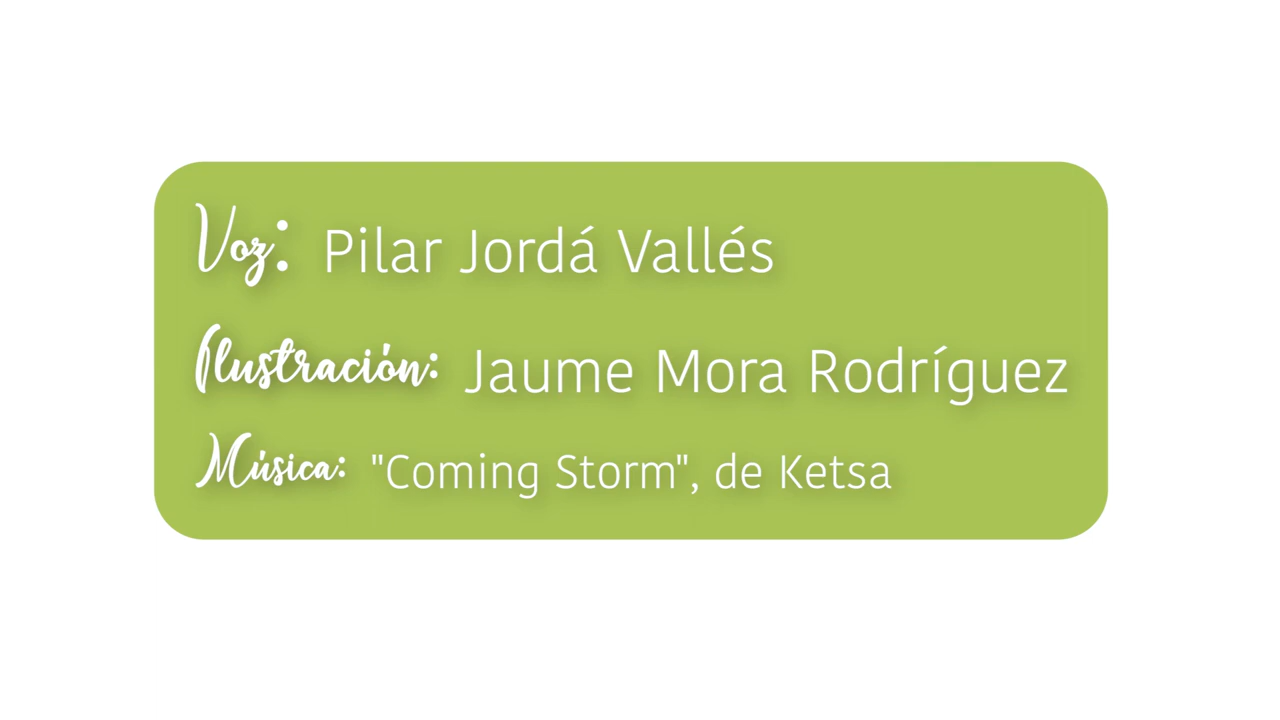 Voz: Pilar Jordá Vallés
Ilustración: Jaume Mora Rodríguez
Música: "Coming Storm", de Ketsa